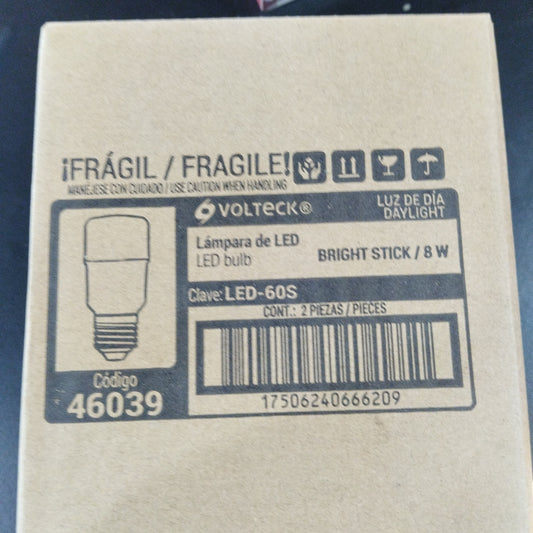 ¡FRÁGIL / FRAGILE!
MANÉJESE CON CUIDADO / USE CAUTION WHEN HANDLING
VOLTECK®
LUZ DE DÍA
DAYLIGHT
Lámpara de LED
LED bulb
BRIGHT STICK / 8 W
Clave: LED-60S
CONT.: 2 PIEZAS / PIECES
17506240666209
Código
46039